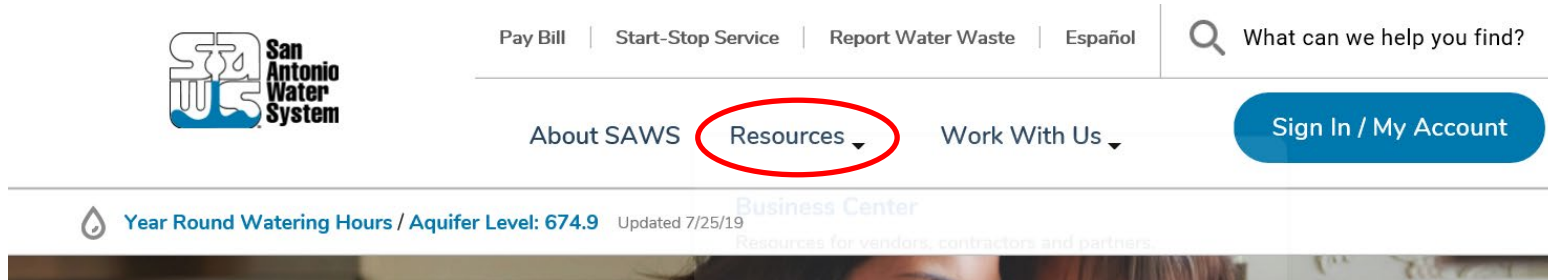 SAWS
San
Antonio
Water
System
Pay Bill | Start-Stop Service | Report Water Waste | Español
What can we help you find?
About SAWS Resources Work With Us
Sign In / My Account
Business Center
Year Round Watering Hours / Aquifer Level: 674.9 Updated 7/25/19
Resources for vendors, contractors and partners.